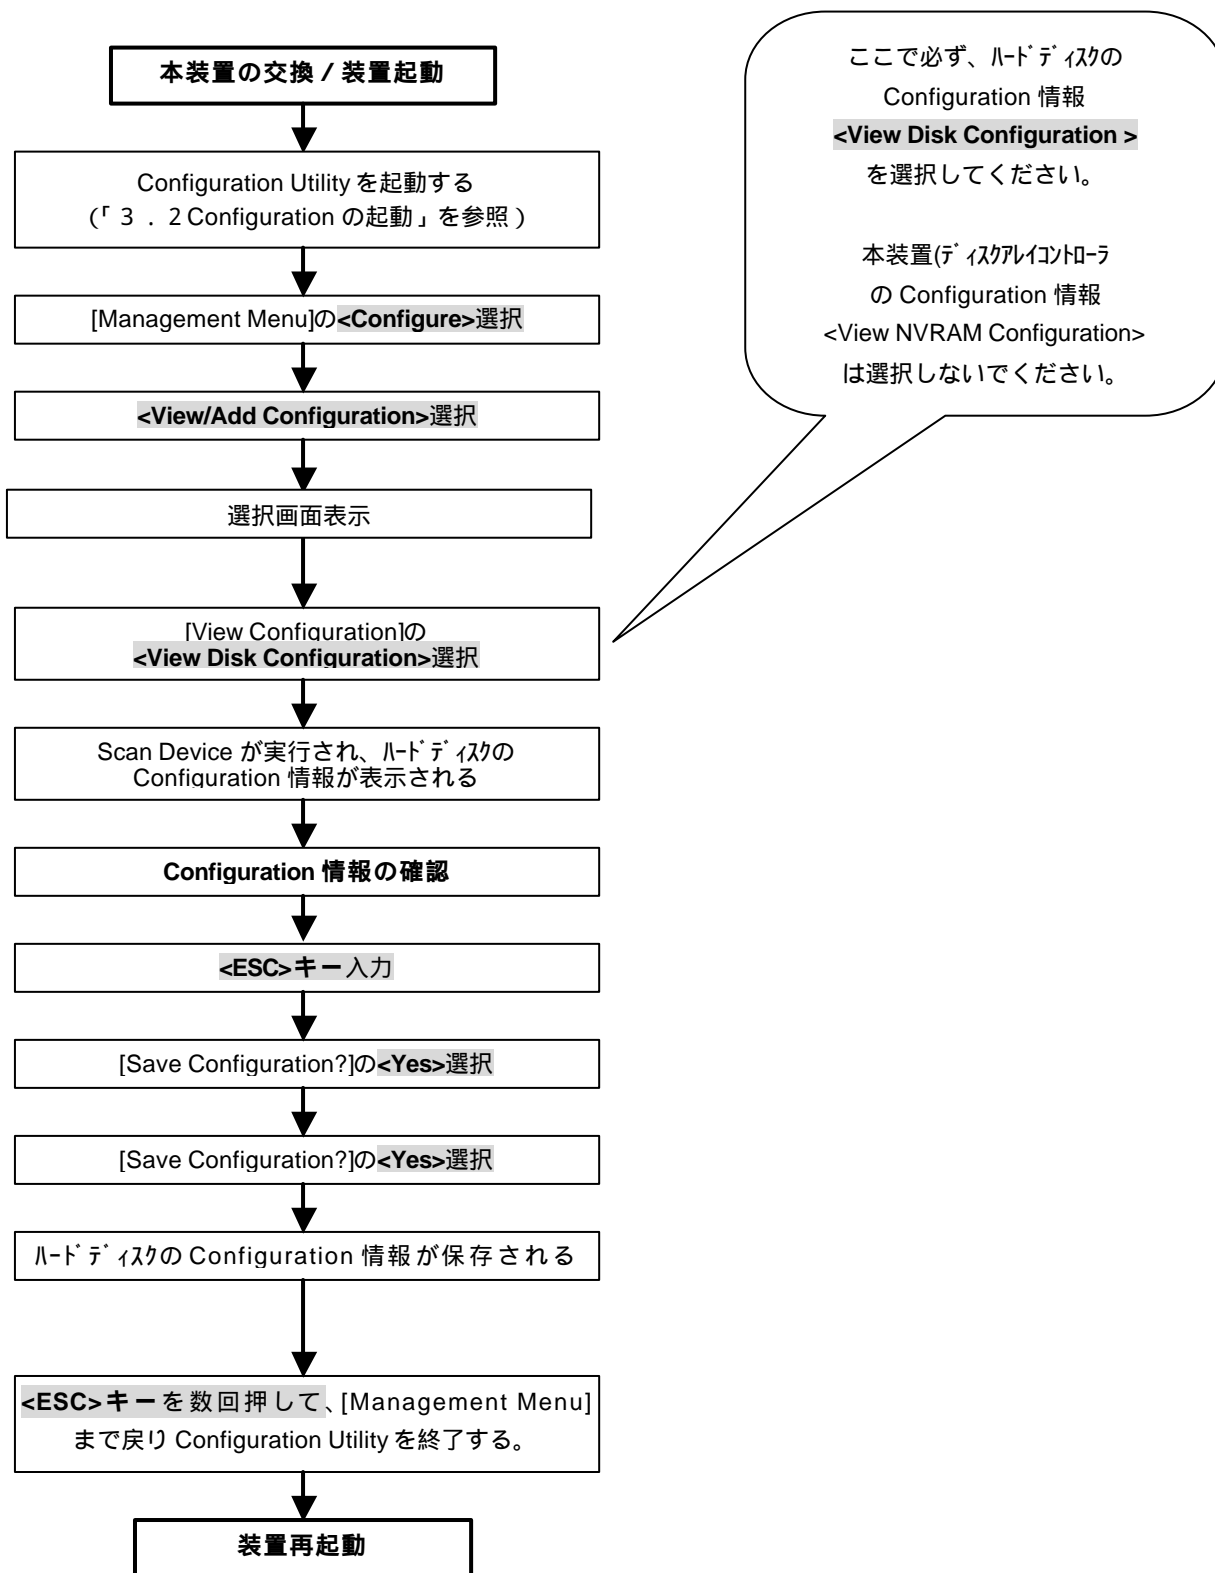 本装置の交換 / 装置起動
Configuration Utility を起動する
(「３．２Configuration の起動」を参照)
[Management Menu]の<Configure>選択
<View/Add Configuration>選択
選択画面表示
[View Configuration]の
<View Disk Configuration>選択
Scan Device が実行され、ﾊｰﾄﾞﾃﾞｨｽｸの
Configuration 情報が表示される
Configuration 情報の確認
<ESC>キー入力
[Save Configuration?]の<Yes>選択
[Save Configuration?]の<Yes>選択
ﾊｰﾄﾞﾃﾞｨｽｸの Configuration 情報が保存される
<ESC>キーを数回押して、[Management Menu]
まで戻り Configuration Utility を終了する。
装置再起動
ここで必ず、ﾊｰﾄﾞﾃﾞｨｽｸの
Configuration 情報
<View Disk Configuration >
を選択してください。
本装置(ﾃﾞｨｽｸｱﾚｲｺﾝﾄﾛｰﾗ
の Configuration 情報
<View NVRAM Configuration>
は選択しないでください。